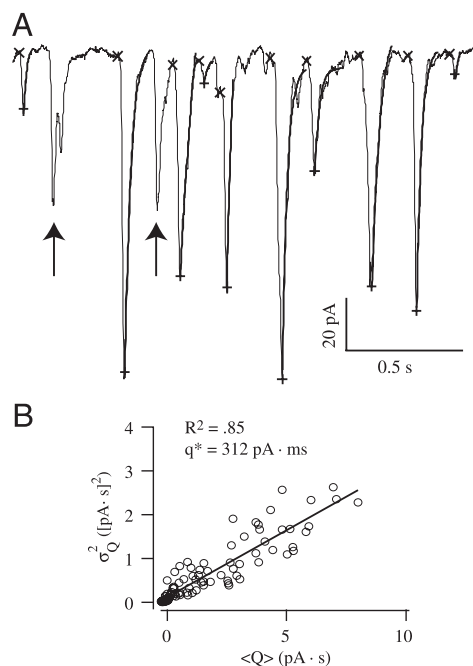 A
20 pA
0.5 s
B
R² = .85
q* = 312 pA · ms
4
3
2
1
0
σ²Q ([pA · s]²)
0
5
10
<Q> (pA · s)